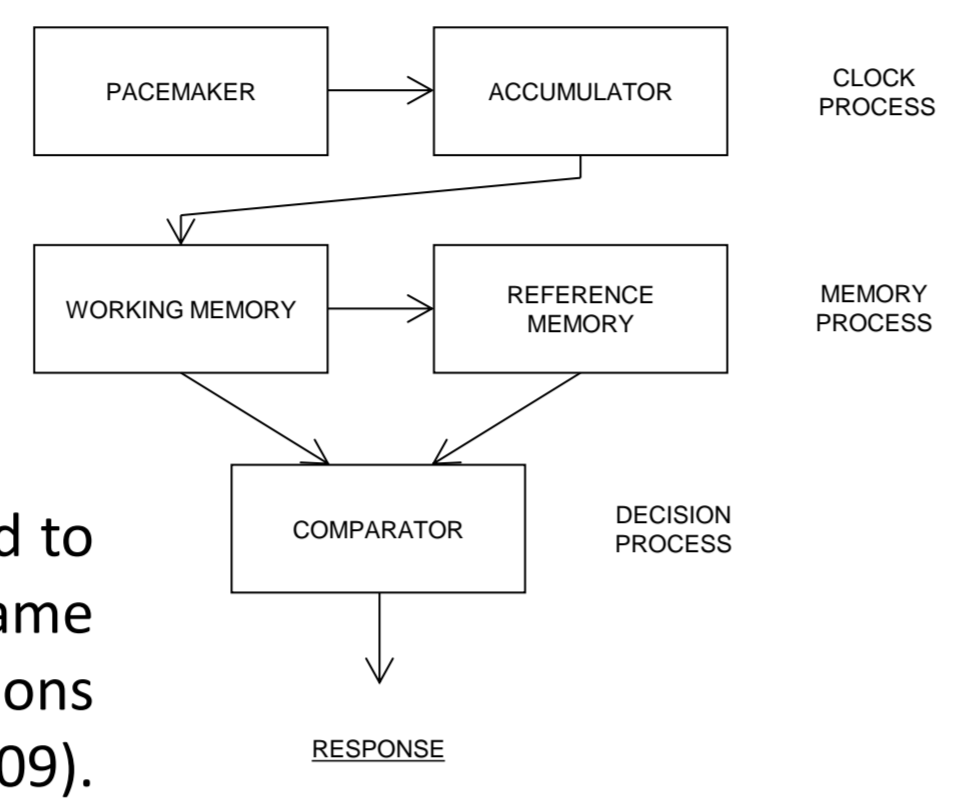 PACEMAKER
ACCUMULATOR
CLOCK
PROCESS
WORKING MEMORY
REFERENCE
MEMORY
MEMORY
PROCESS
COMPARATOR
DECISION
PROCESS
RESPONSE
d to
ame
ons
09).